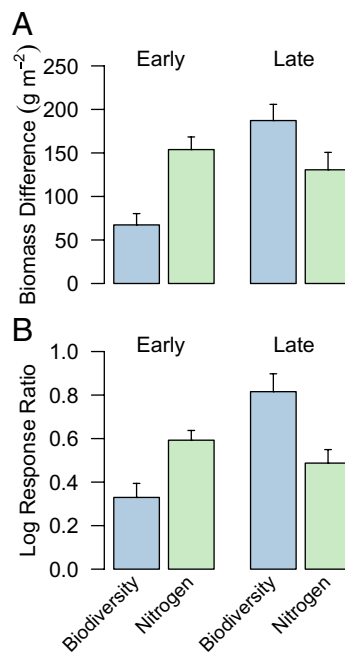 A
Biomass Difference (g m⁻²)
Early Late
250
200
150
100
50
0
B
Log Response Ratio
Early Late
1.0
0.8
0.6
0.4
0.2
0.0
Biodiversity
Nitrogen
Biodiversity
Nitrogen